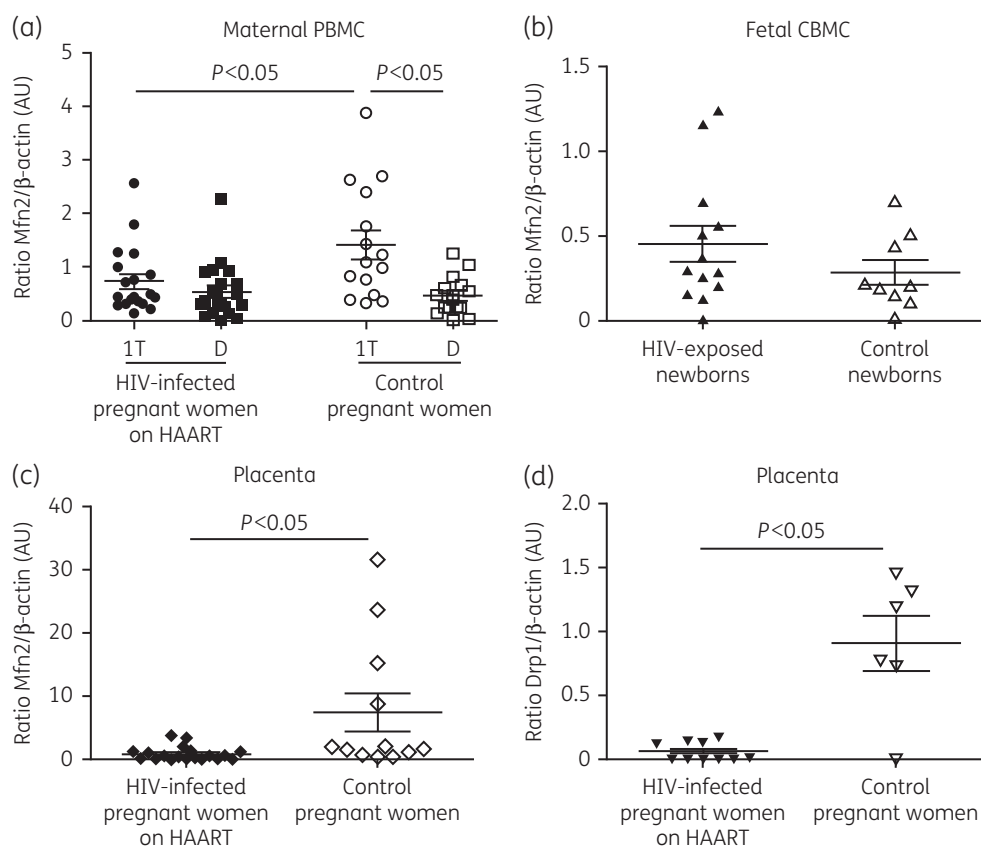 (a)
Maternal PBMC
Ratio Mfn2/β-actin (AU)
5
4
3
2
1
0
P<0.05
P<0.05
1T
D
1T
D
HIV-infected
pregnant women
on HAART
Control
pregnant women
(b)
Fetal CBMC
Ratio Mfn2/β-actin (AU)
1.5
1.0
0.5
0
HIV-exposed
newborns
Control
newborns
(c)
Placenta
Ratio Mfn2/β-actin (AU)
40
30
20
10
0
P<0.05
HIV-infected
pregnant women
on HAART
Control
pregnant women
(d)
Placenta
Ratio Drp1/β-actin (AU)
2.0
1.5
1.0
0.5
0
P<0.05
HIV-infected
pregnant women
on HAART
Control
pregnant women